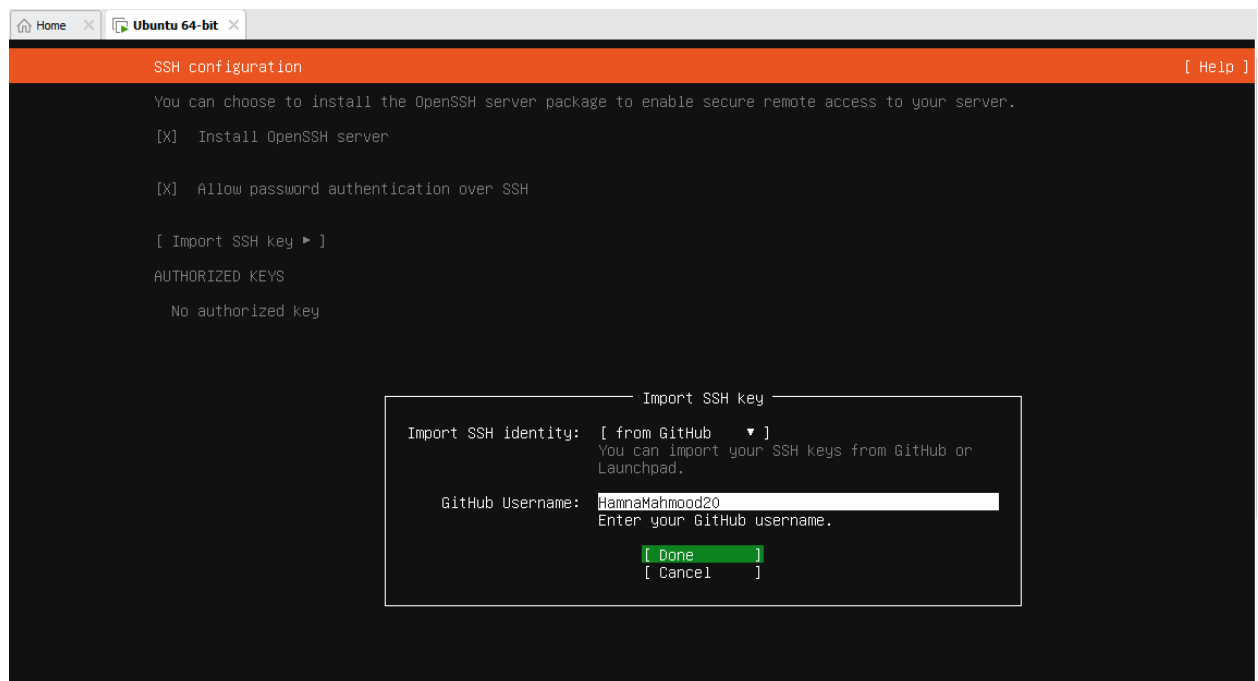 Home × Ubuntu 64-bit ×
SSH configuration [ Help ]
You can choose to install the OpenSSH server package to enable secure remote access to your server.
[X] Install OpenSSH server
[X] Allow password authentication over SSH
[ Import SSH key ▸ ]
AUTHORIZED KEYS
No authorized key
Import SSH key
Import SSH identity: [ from GitHub ▾ ]
You can import your SSH keys from GitHub or
Launchpad.
GitHub Username: HamnaMahmood20
Enter your GitHub username.
[ Done ]
[ Cancel ]